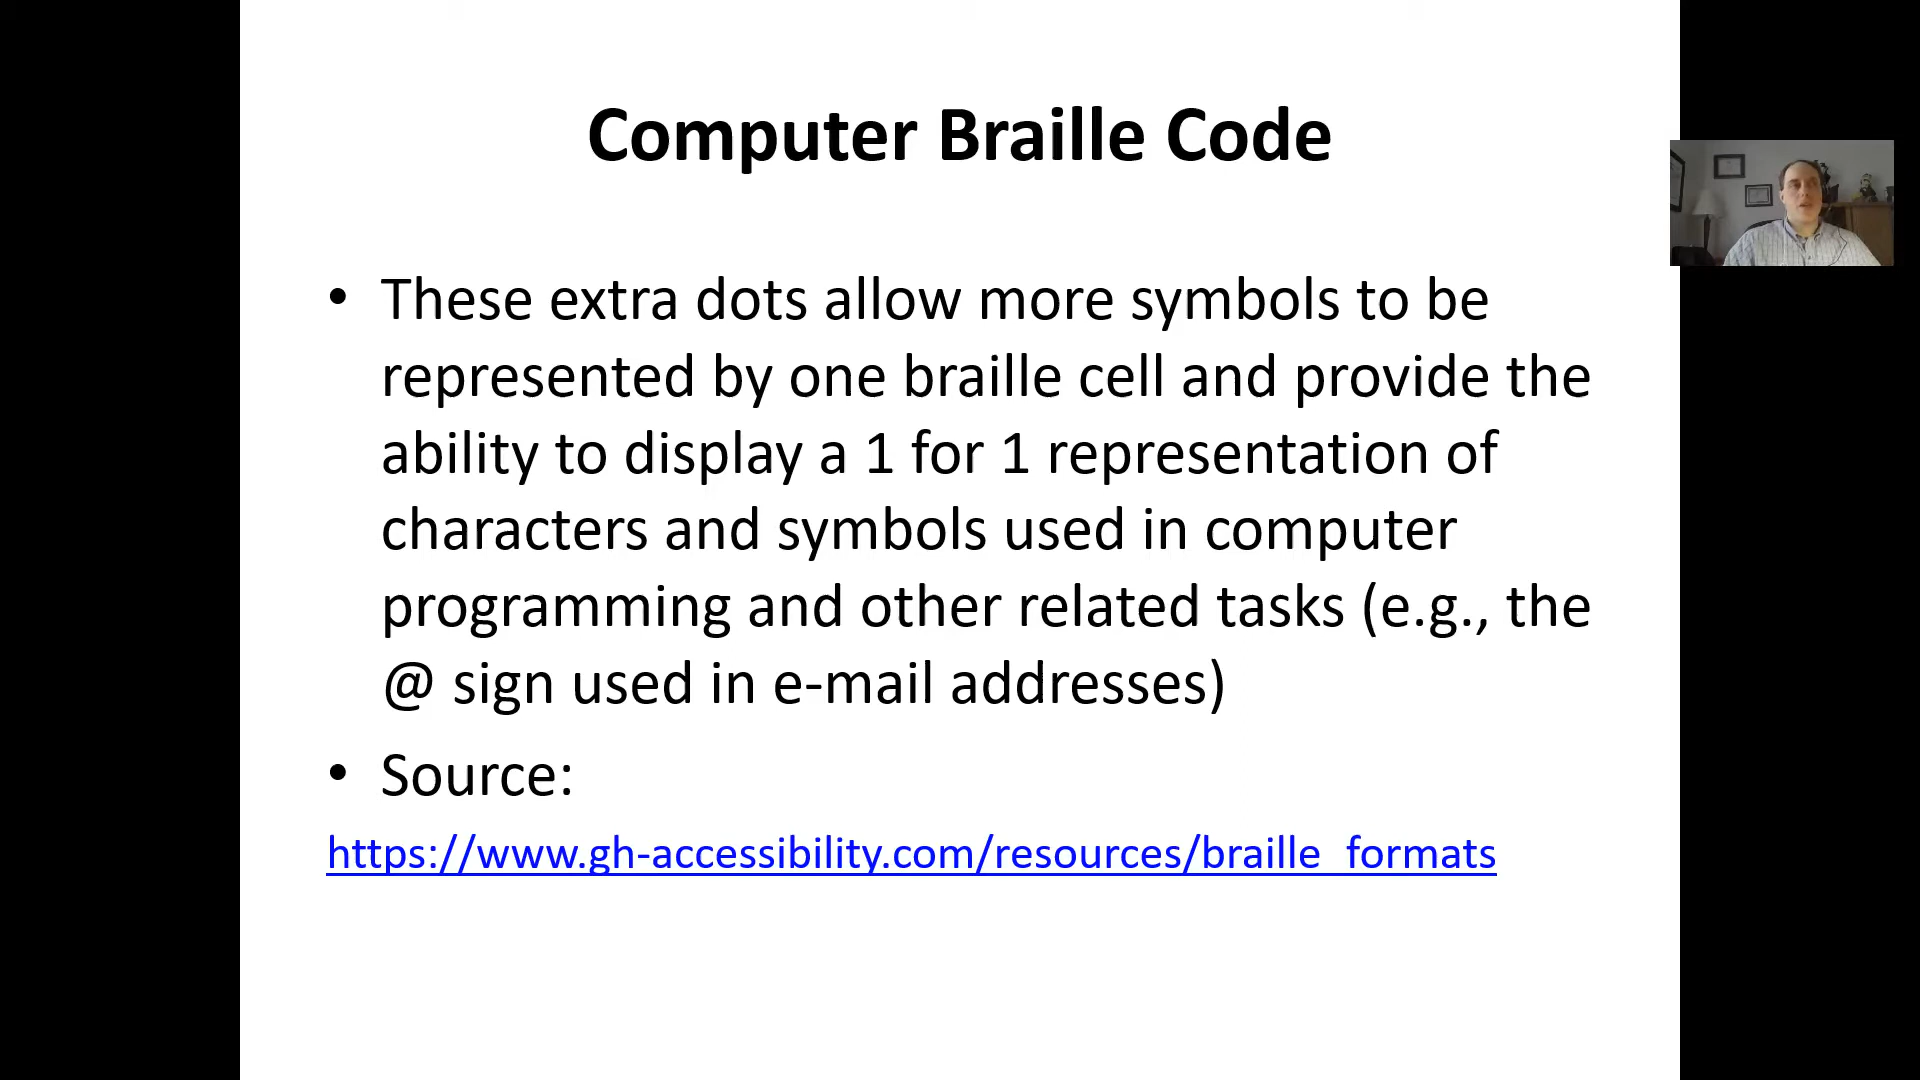 Computer Braille Code
• These extra dots allow more symbols to be
represented by one braille cell and provide the
ability to display a 1 for 1 representation of
characters and symbols used in computer
programming and other related tasks (e.g., the
@ sign used in e-mail addresses)
• Source:
https://www.gh-accessibility.com/resources/braille_formats